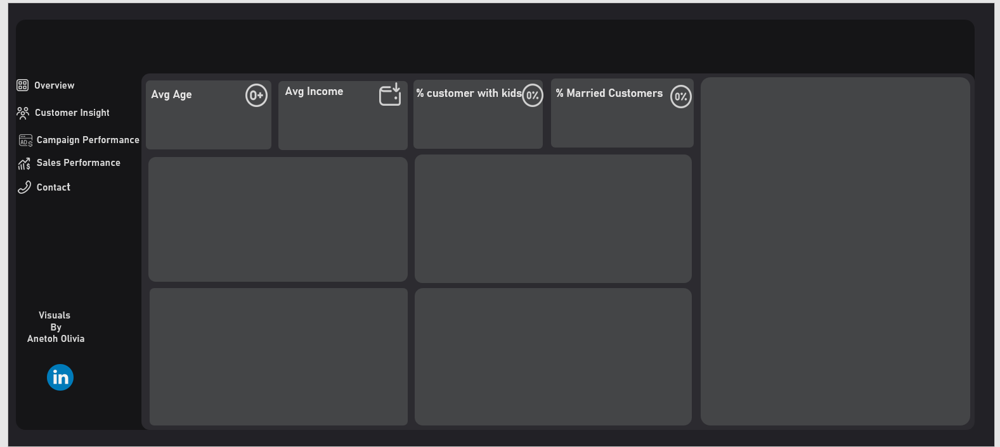 Overview
Customer Insight
AD$
Campaign Performance
Sales Performance
$
Contact
Avg Age
0+
Avg Income
% customer with kids
0%
% Married Customers
0%
Visuals
By
Anetoh Olivia
in